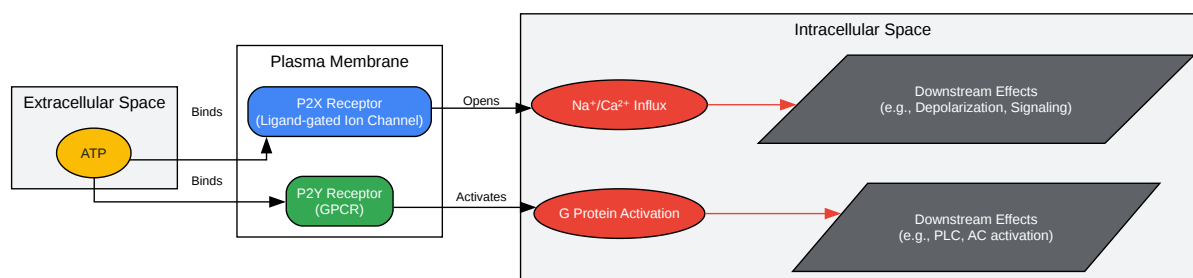 Intracellular Space
Plasma Membrane
Extracellular Space
Binds
P2X Receptor
(Ligand-gated Ion Channel)
Opens
Na⁺/Ca²⁺ Influx
Downstream Effects
(e.g., Depolarization, Signaling)
ATP
Binds
P2Y Receptor
(GPCR)
Activates
G Protein Activation
Downstream Effects
(e.g., PLC, AC activation)